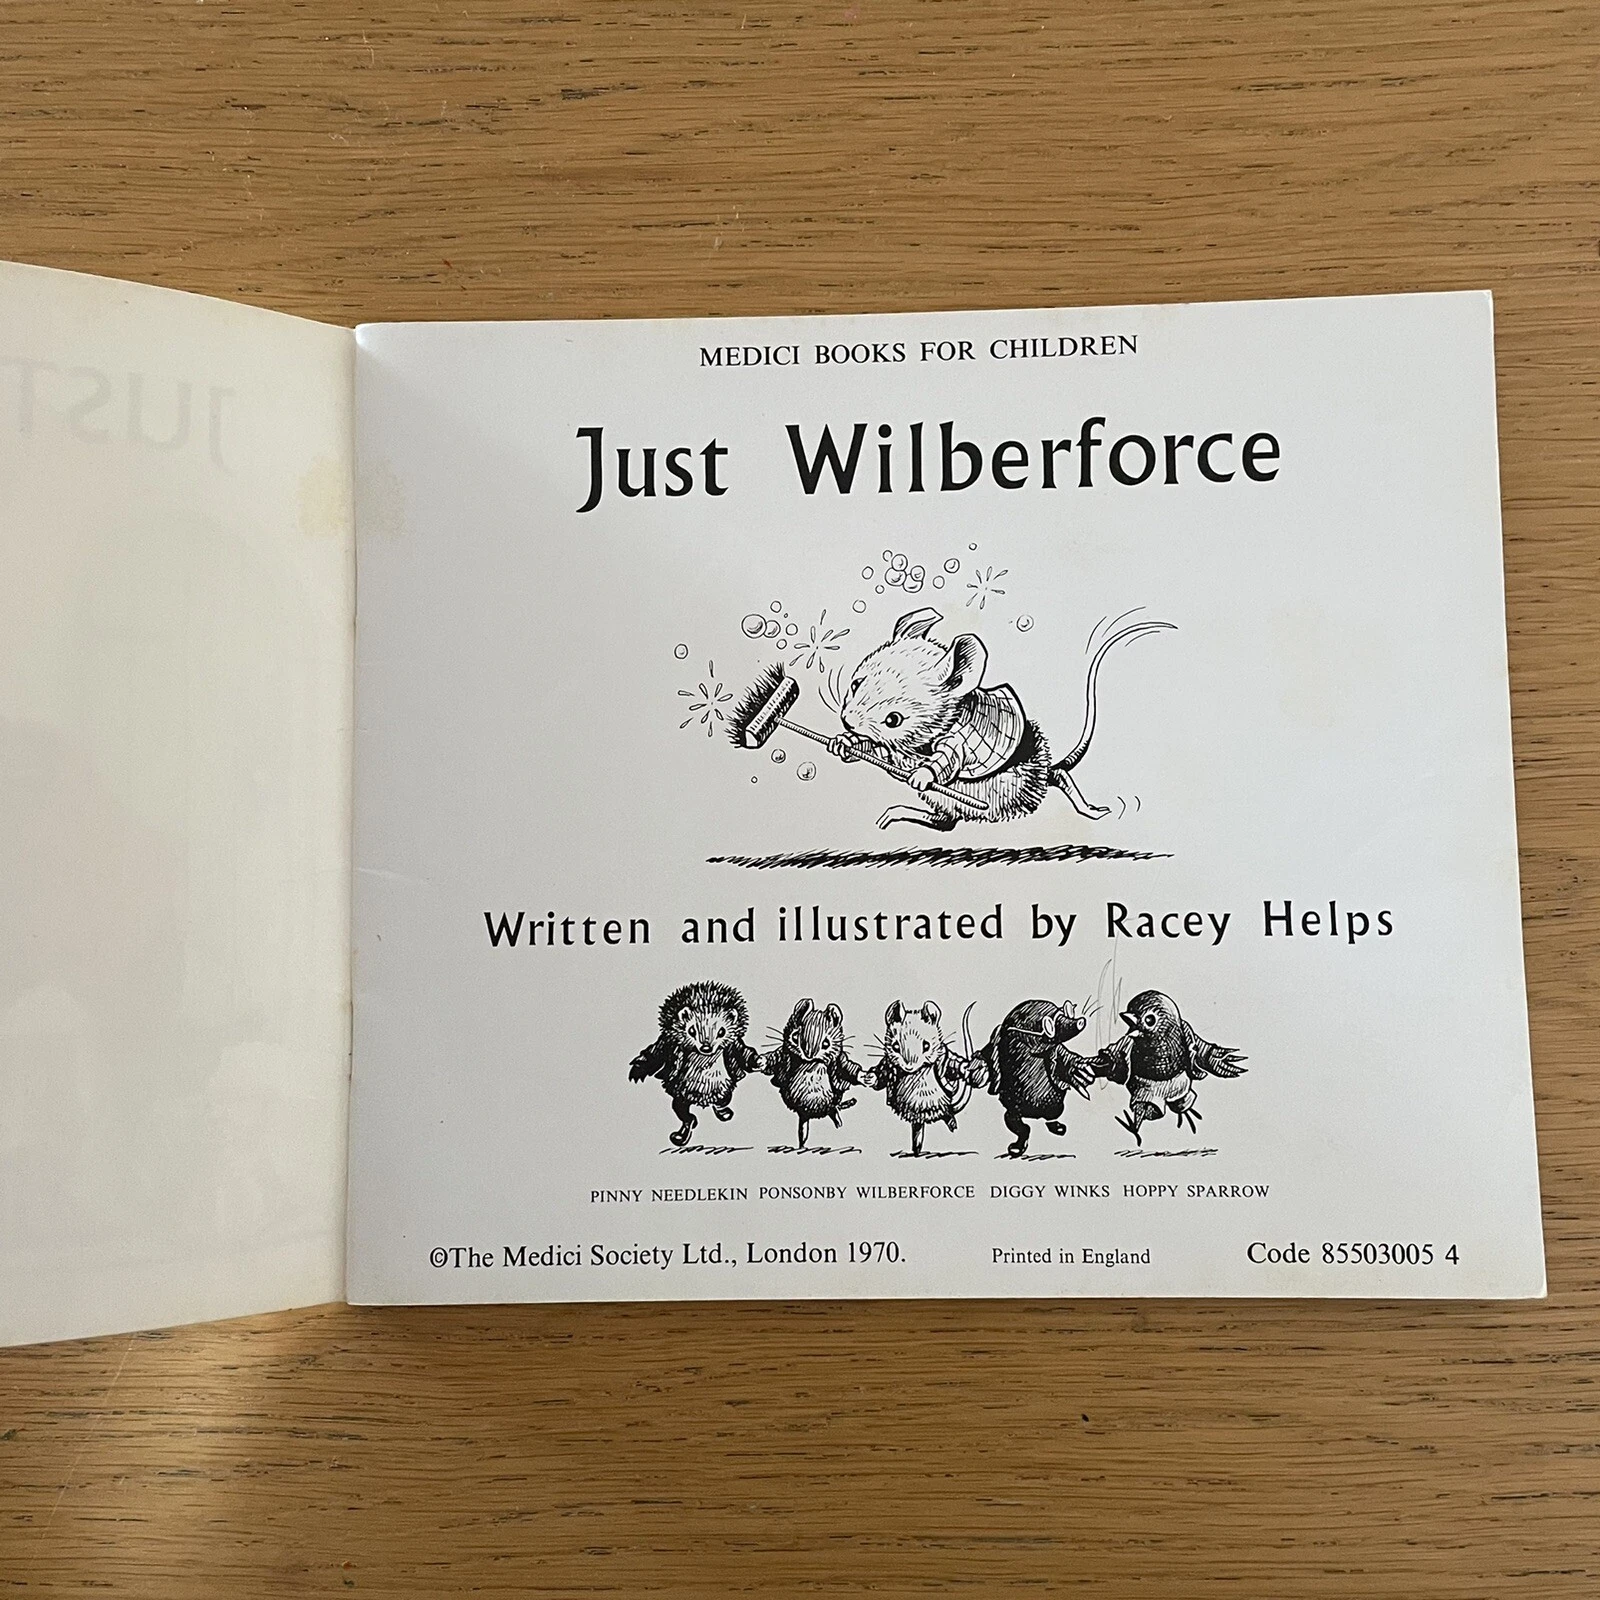 JUST
MEDICI BOOKS FOR CHILDREN
Just Wilberforce
Written and illustrated by Racey Helps
PINNY NEEDLEKIN PONSONBY WILBERFORCE DIGGY WINKS HOPPY SPARROW
©The Medici Society Ltd., London 1970. Printed in England Code 85503005 4